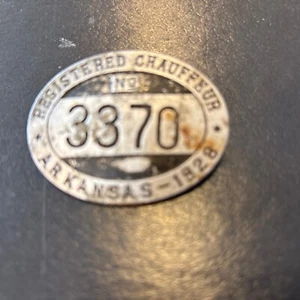 REGISTERED CHAUFFEUR
NO.
3370
ARKANSAS-1928